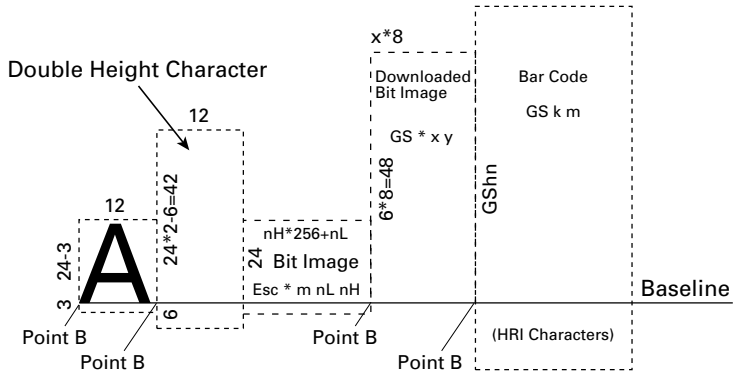 x*8
Double Height Character
Downloaded
Bit Image
Bar Code
GS k m
12
GS * x y
24*2-6=42
6*8=48
GShn
12
A
24-3
3
nH*256+nL
24
Bit Image
Esc * m nL nH
6
Baseline
Point B
Point B
Point B
Point B
(HRI Characters)